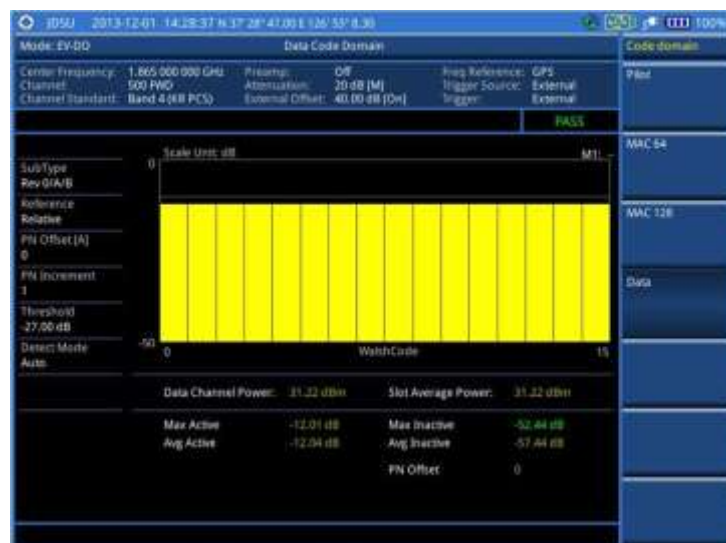 JDSU 2013-12-01 14:28:37 N 37° 28' 47.00 E 126° 53' 8.30 100%
Mode: EV-DO Data Code Domain Code domain
Center Frequency: 1.865 000 000 GHz Preamp: Off Freq Reference: GPS
Channel: 500 FWD Attenuation: 20 dB [M] Trigger Source: External
Channel Standard: Band 4 (KR PCS) External Offset: 40.00 dB [On] Trigger: External
Pilot
PASS
MAC 64
Scale Unit: dB M1: --
0
SubType
Rev 0/A/B
Reference
Relative
MAC 128
PN Offset [A]
0
PN Increment
1
Data
Threshold
-27.00 dB
Detect Mode
Auto
-50 0 WalshCode 15
Data Channel Power: 31.22 dBm Slot Average Power: 31.22 dBm
Max Active -12.01 dB Max Inactive -52.44 dB
Avg Active -12.04 dB Avg Inactive -57.44 dB
PN Offset 0